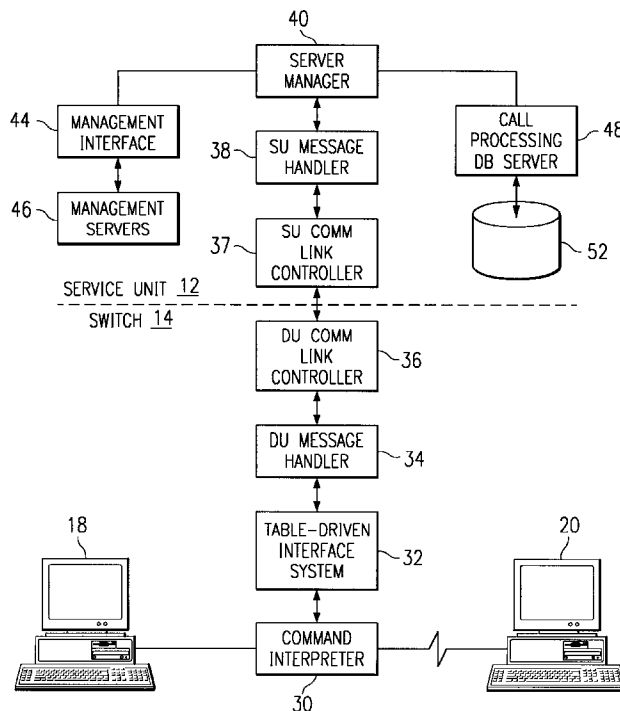 40
SERVER
MANAGER
44
MANAGEMENT
INTERFACE
38
SU MESSAGE
HANDLER
CALL
PROCESSING
DB SERVER
48
46
MANAGEMENT
SERVERS
37
SU COMM
LINK
CONTROLLER
52
SERVICE UNIT 12
SWITCH 14
DU COMM
LINK
CONTROLLER
36
DU MESSAGE
HANDLER
34
18
TABLE-DRIVEN
INTERFACE
SYSTEM
32
20
COMMAND
INTERPRETER
30